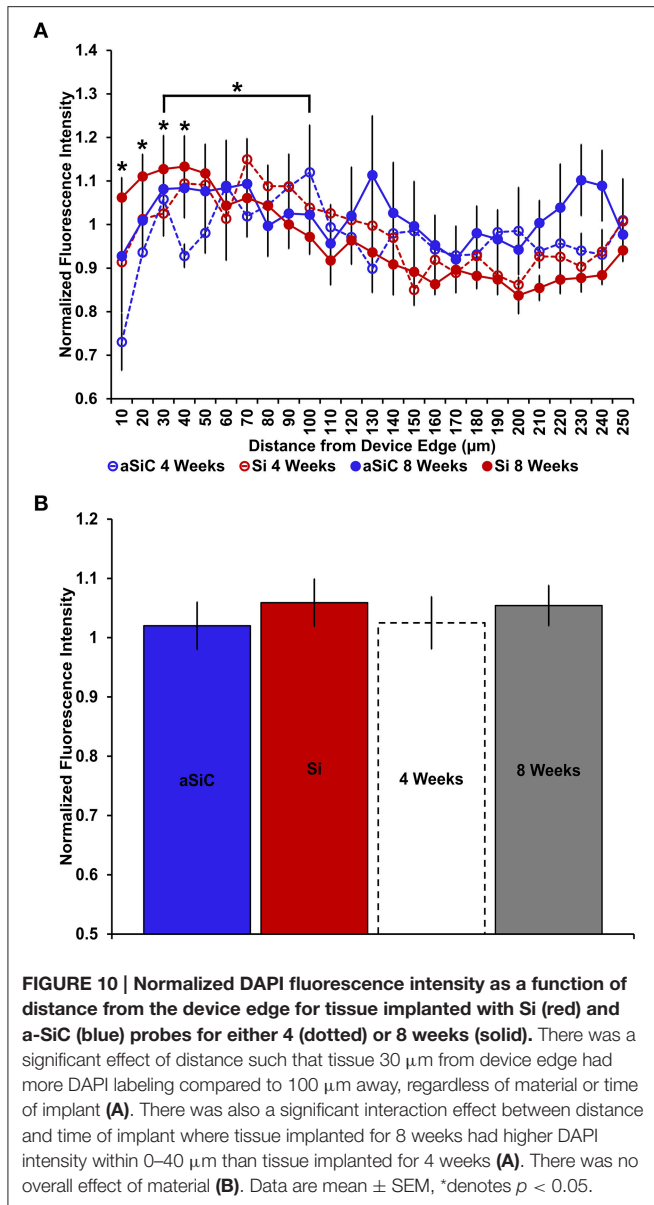 A
1.4
1.3
1.2
1.1
1
0.9
0.8
0.7
0.6
Normalized Fluorescence Intensity
*
* * * *
10 20 30 40 50 60 70 80 90 100 110 120 130 140 150 160 170 180 190 200 210 220 230 240 250
Distance from Device Edge (µm)
aSiC 4 Weeks Si 4 Weeks aSiC 8 Weeks Si 8 Weeks
B
1.2
1.1
1
0.9
0.8
0.7
0.6
0.5
Normalized Fluorescence Intensity
aSiC Si 4 Weeks 8 Weeks
FIGURE 10 | Normalized DAPI fluorescence intensity as a function of
distance from the device edge for tissue implanted with Si (red) and
a-SiC (blue) probes for either 4 (dotted) or 8 weeks (solid). There was a
significant effect of distance such that tissue 30 µm from device edge had
more DAPI labeling compared to 100 µm away, regardless of material or time
of implant (A). There was also a significant interaction effect between distance
and time of implant where tissue implanted for 8 weeks had higher DAPI
intensity within 0–40 µm than tissue implanted for 4 weeks (A). There was no
overall effect of material (B). Data are mean ± SEM, *denotes p < 0.05.